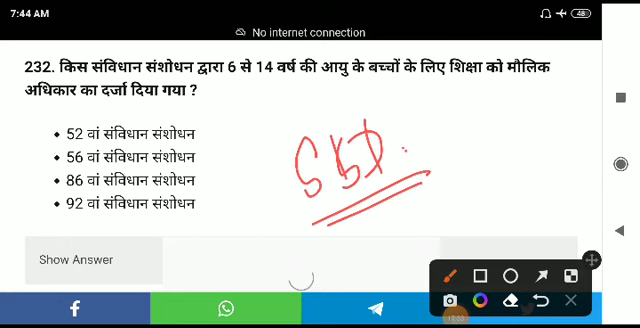 7:44 AM
48
No internet connection
232. किस संविधान संशोधन द्वारा 6 से 14 वर्ष की आयु के बच्चों के लिए शिक्षा को मौलिक
अधिकार का दर्जा दिया गया ?
• 52 वां संविधान संशोधन
• 56 वां संविधान संशोधन
• 86 वां संविधान संशोधन
• 92 वां संविधान संशोधन
Show Answer